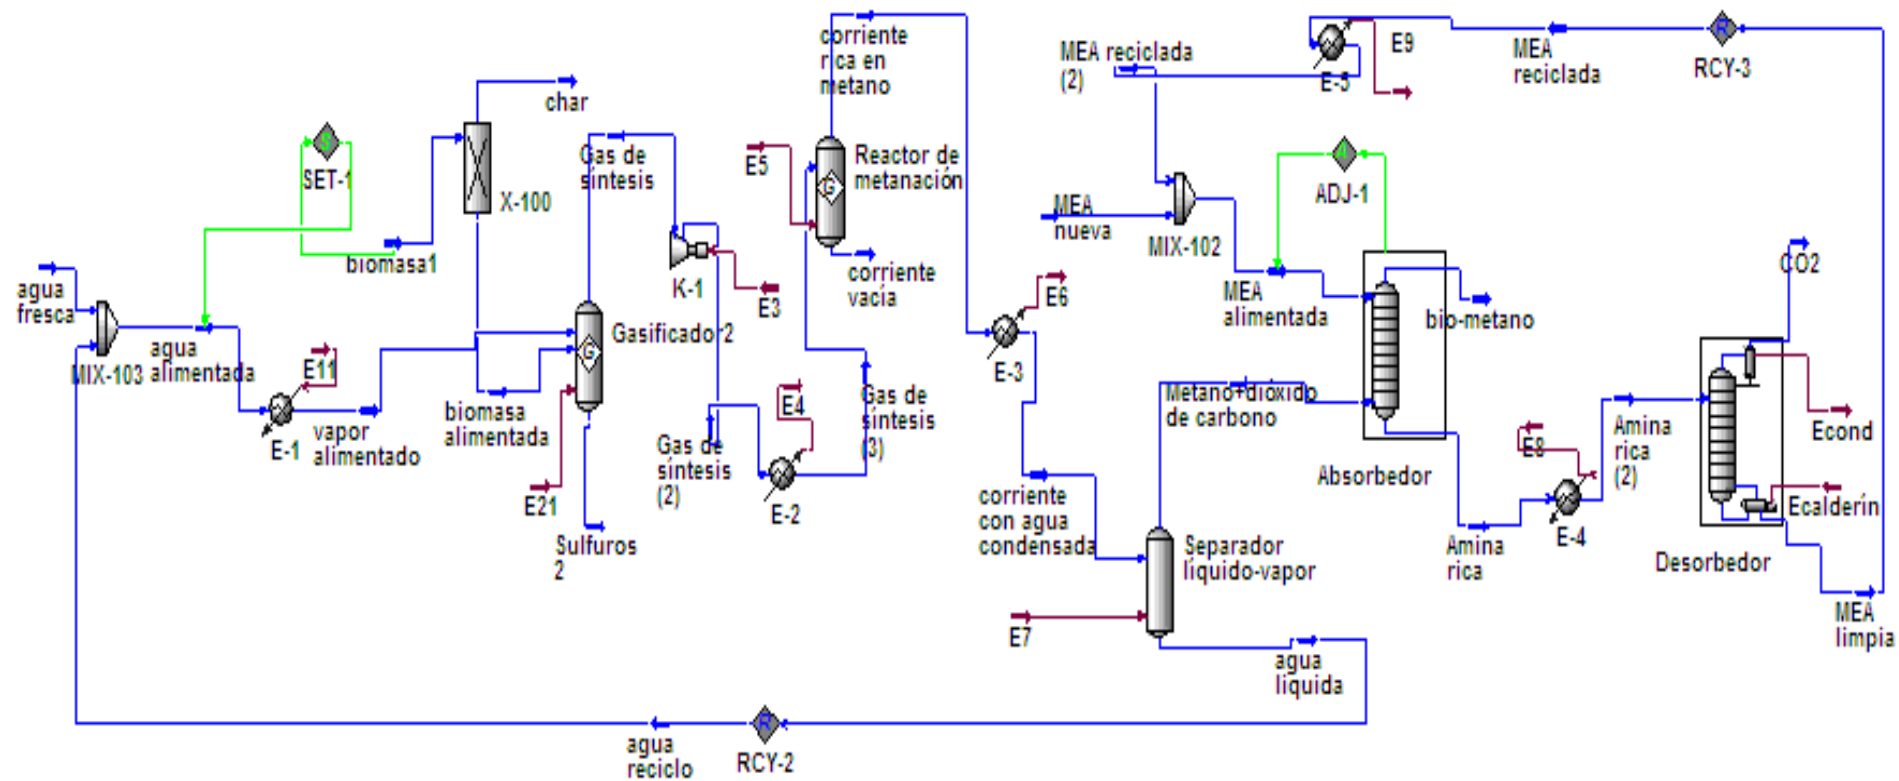 corriente
rica en
metano
MEA reciclada
(2)
E9
E-5
MEA
reciclada
RCY-3
char
SET-1
X-100
Gas de
síntesis
E5
Reactor de
metanación
ADJ-1
MEA
nueva
MIX-102
biomasa1
agua
fresca
K-1
E3
corriente
vacía
E6
MEA
alimentada
bio-metano
CO2
MIX-103
agua
alimentada
E11
Gasificador2
E-3
E-1
vapor
alimentado
biomasa
alimentada
E4
Gas de
síntesis
(3)
Metano+dióxido
de carbono
Gas de
síntesis
(2)
E-2
E21
Absorbedor
E8
Amina
rica
(2)
Econd
Ecalderín
corriente
con agua
condensada
Sulfuros
2
Separador
líquido-vapor
Amina
rica
E-4
Desorbedor
E7
MEA
limpia
agua
líquida
agua
reciclo
RCY-2
S
G
G
A
R
R